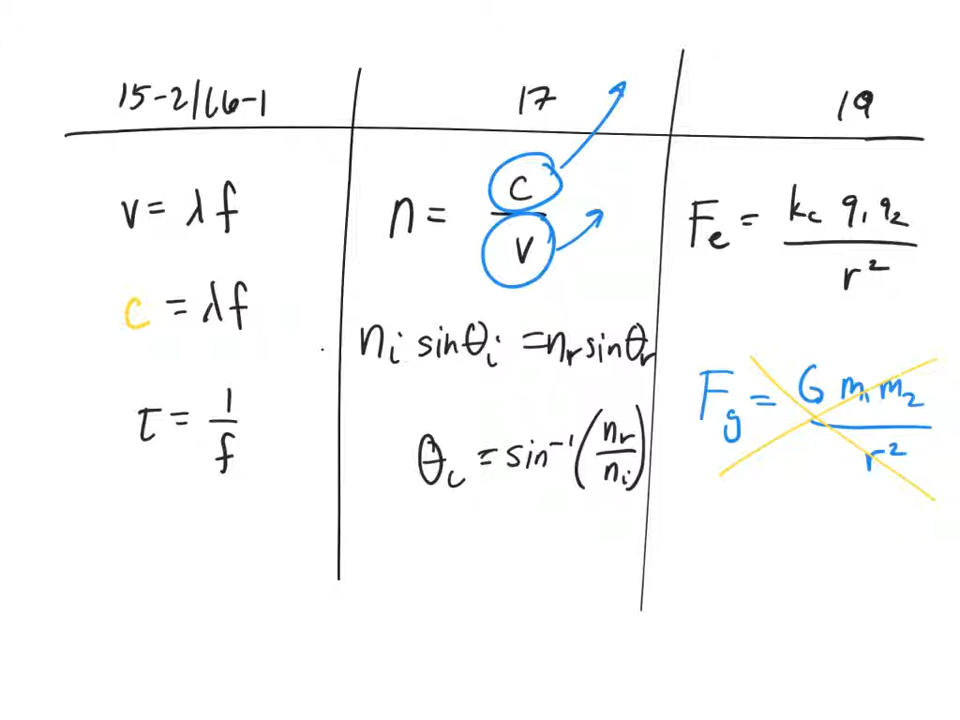 15-2/16-1
v = λf
c = λf
τ = 1/f
17
n = c/v
nᵢ sinθᵢ = nᵣ sinθᵣ
θc = sin⁻¹(nᵣ/nᵢ)
19
Fe = kc q₁ q₂ / r²
Fg = G m₁ m₂ / r²